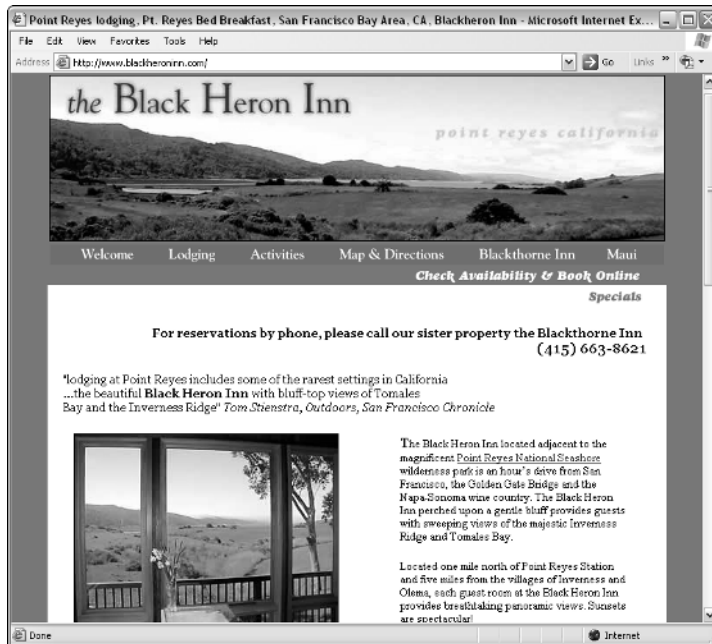 Point Reyes lodging, Pt. Reyes Bed Breakfast, San Francisco Bay Area, CA, Blackheron Inn - Microsoft Internet Ex...
File Edit View Favorites Tools Help
Address http://www.blackheroninn.com/ Go Links »
the Black Heron Inn
point reyes california
Welcome Lodging Activities Map & Directions Blackthorne Inn Maui
Check Availability & Book Online
Specials
For reservations by phone, please call our sister property the Blackthorne Inn
(415) 663-8621
"lodging at Point Reyes includes some of the rarest settings in California
...the beautiful Black Heron Inn with bluff-top views of Tomales
Bay and the Inverness Ridge" Tom Stienstra, Outdoors, San Francisco Chronicle
The Black Heron Inn located adjacent to the
magnificent Point Reyes National Seashore
wilderness park is an hour's drive from San
Francisco, the Golden Gate Bridge and the
Napa-Sonoma wine country. The Black Heron
Inn perched upon a gentle bluff provides guests
with sweeping views of the majestic Inverness
Ridge and Tomales Bay.
Located one mile north of Point Reyes Station
and five miles from the villages of Inverness and
Olema, each guest room at the Black Heron Inn
provides breathtaking panoramic views. Sunsets
are spectacular!
Done Internet